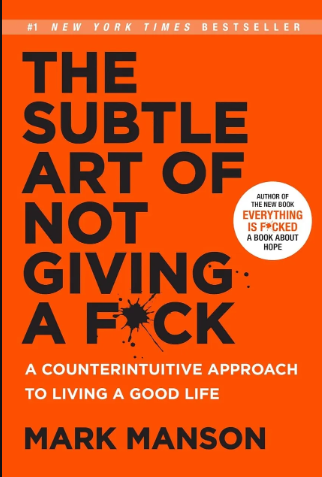 #1 NEW YORK TIMES BESTSELLER
THE
SUBTLE
ART OF
NOT
GIVING
A F*CK
AUTHOR OF
THE NEW BOOK
EVERYTHING
IS F*CKED
A BOOK ABOUT
HOPE
A COUNTERINTUITIVE APPROACH
TO LIVING A GOOD LIFE
MARK MANSON